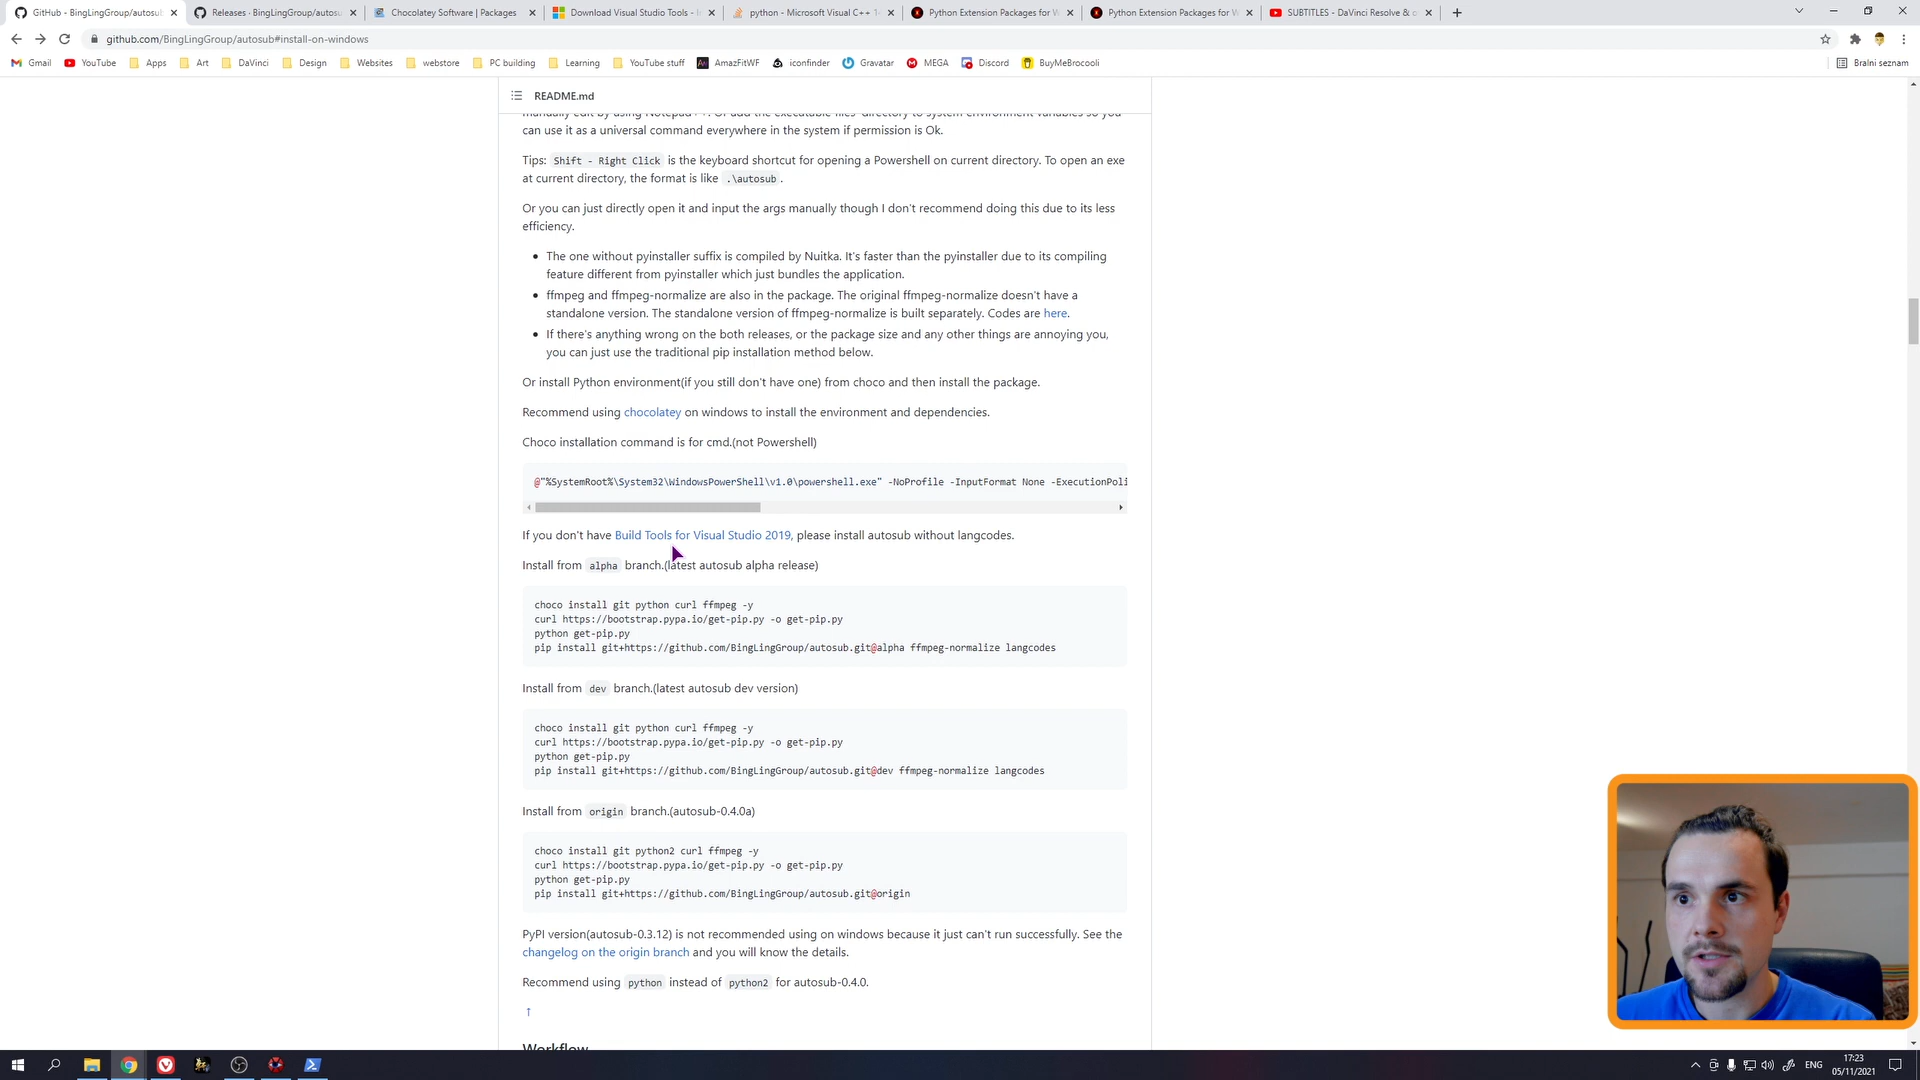 GitHub - BingLingGroup/autosu
Releases · BingLingGroup/autosu
Chocolatey Software | Packages
Download Visual Studio Tools - I
python - Microsoft Visual C++ 1
Python Extension Packages for W
Python Extension Packages for W
SUBTITLES - DaVinci Resolve &
github.com/BingLingGroup/autosub#install-on-windows
Gmail YouTube Apps Art DaVinci Design Websites webstore PC building Learning YouTube stuff AmazFitWF iconfinder Gravatar MEGA Discord BuyMeBrocoli Bralni seznam
README.md
manually edit by using Notepad++. Or add the executable files' directory to system environment variables so you
can use it as a universal command everywhere in the system if permission is Ok.
Tips: Shift - Right Click is the keyboard shortcut for opening a Powershell on current directory. To open an exe
at current directory, the format is like .\autosub.
Or you can just directly open it and input the args manually though I don't recommend doing this due to its less
efficiency.
• The one without pyinstaller suffix is compiled by Nuitka. It's faster than the pyinstaller due to its compiling
feature different from pyinstaller which just bundles the application.
• ffmpeg and ffmpeg-normalize are also in the package. The original ffmpeg-normalize doesn't have a
standalone version. The standalone version of ffmpeg-normalize is built separately. Codes are here.
• If there's anything wrong on the both releases, or the package size and any other things are annoying you,
you can just use the traditional pip installation method below.
Or install Python environment(if you still don't have one) from choco and then install the package.
Recommend using chocolatey on windows to install the environment and dependencies.
Choco installation command is for cmd.(not Powershell)
@"%SystemRoot%\System32\WindowsPowerShell\v1.0\powershell.exe" -NoProfile -InputFormat None -ExecutionPoli
If you don't have Build Tools for Visual Studio 2019, please install autosub without langcodes.
Install from alpha branch.(latest autosub alpha release)
choco install git python curl ffmpeg -y
curl https://bootstrap.pypa.io/get-pip.py -o get-pip.py
python get-pip.py
pip install git+https://github.com/BingLingGroup/autosub.git@alpha ffmpeg-normalize langcodes
Install from dev branch.(latest autosub dev version)
choco install git python curl ffmpeg -y
curl https://bootstrap.pypa.io/get-pip.py -o get-pip.py
python get-pip.py
pip install git+https://github.com/BingLingGroup/autosub.git@dev ffmpeg-normalize langcodes
Install from origin branch.(autosub-0.4.0a)
choco install git python2 curl ffmpeg -y
curl https://bootstrap.pypa.io/get-pip.py -o get-pip.py
python get-pip.py
pip install git+https://github.com/BingLingGroup/autosub.git@origin
PyPI version(autosub-0.3.12) is not recommended using on windows because it just can't run successfully. See the
changelog on the origin branch and you will know the details.
Recommend using python instead of python2 for autosub-0.4.0.
↑
Workflow
ENG
17:23
05/11/2021